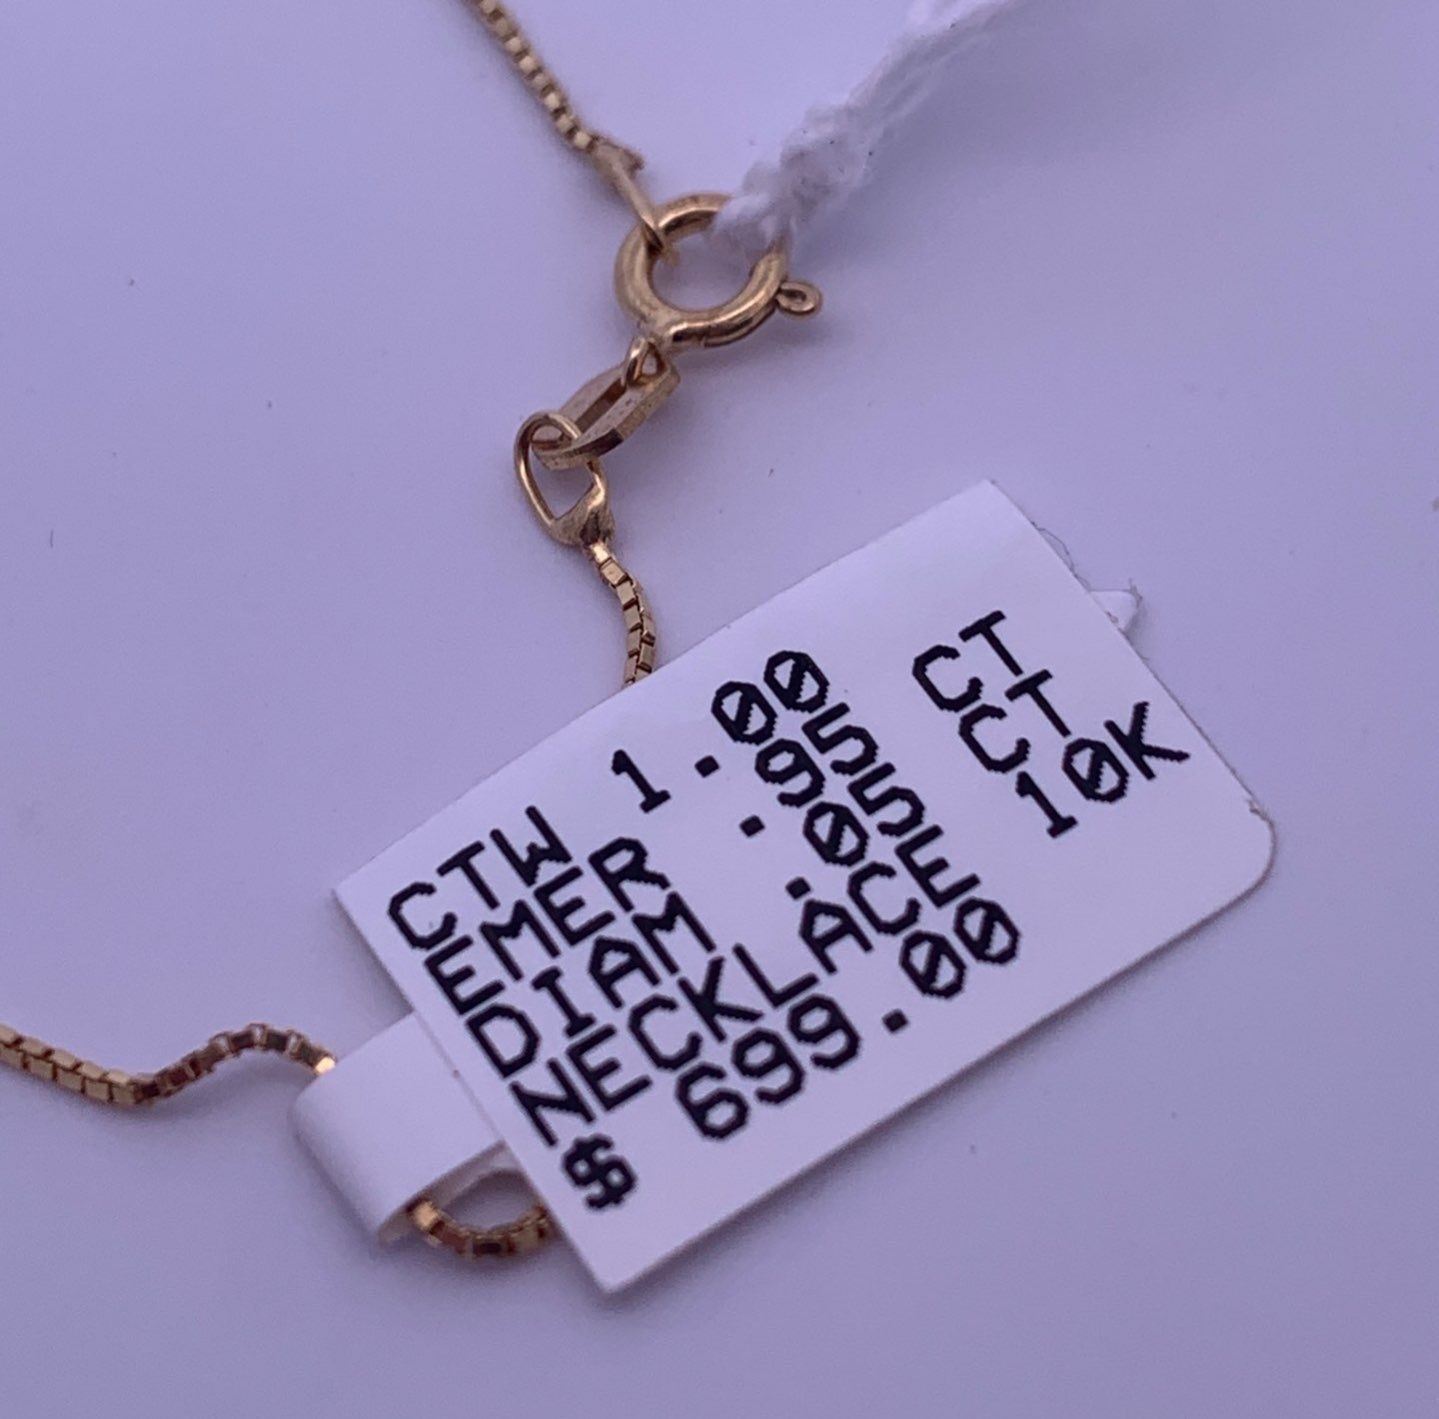 CTW 1.00
EMER .95 CT
DIAM .05 CT
NECKLACE 10K
$ 699.00